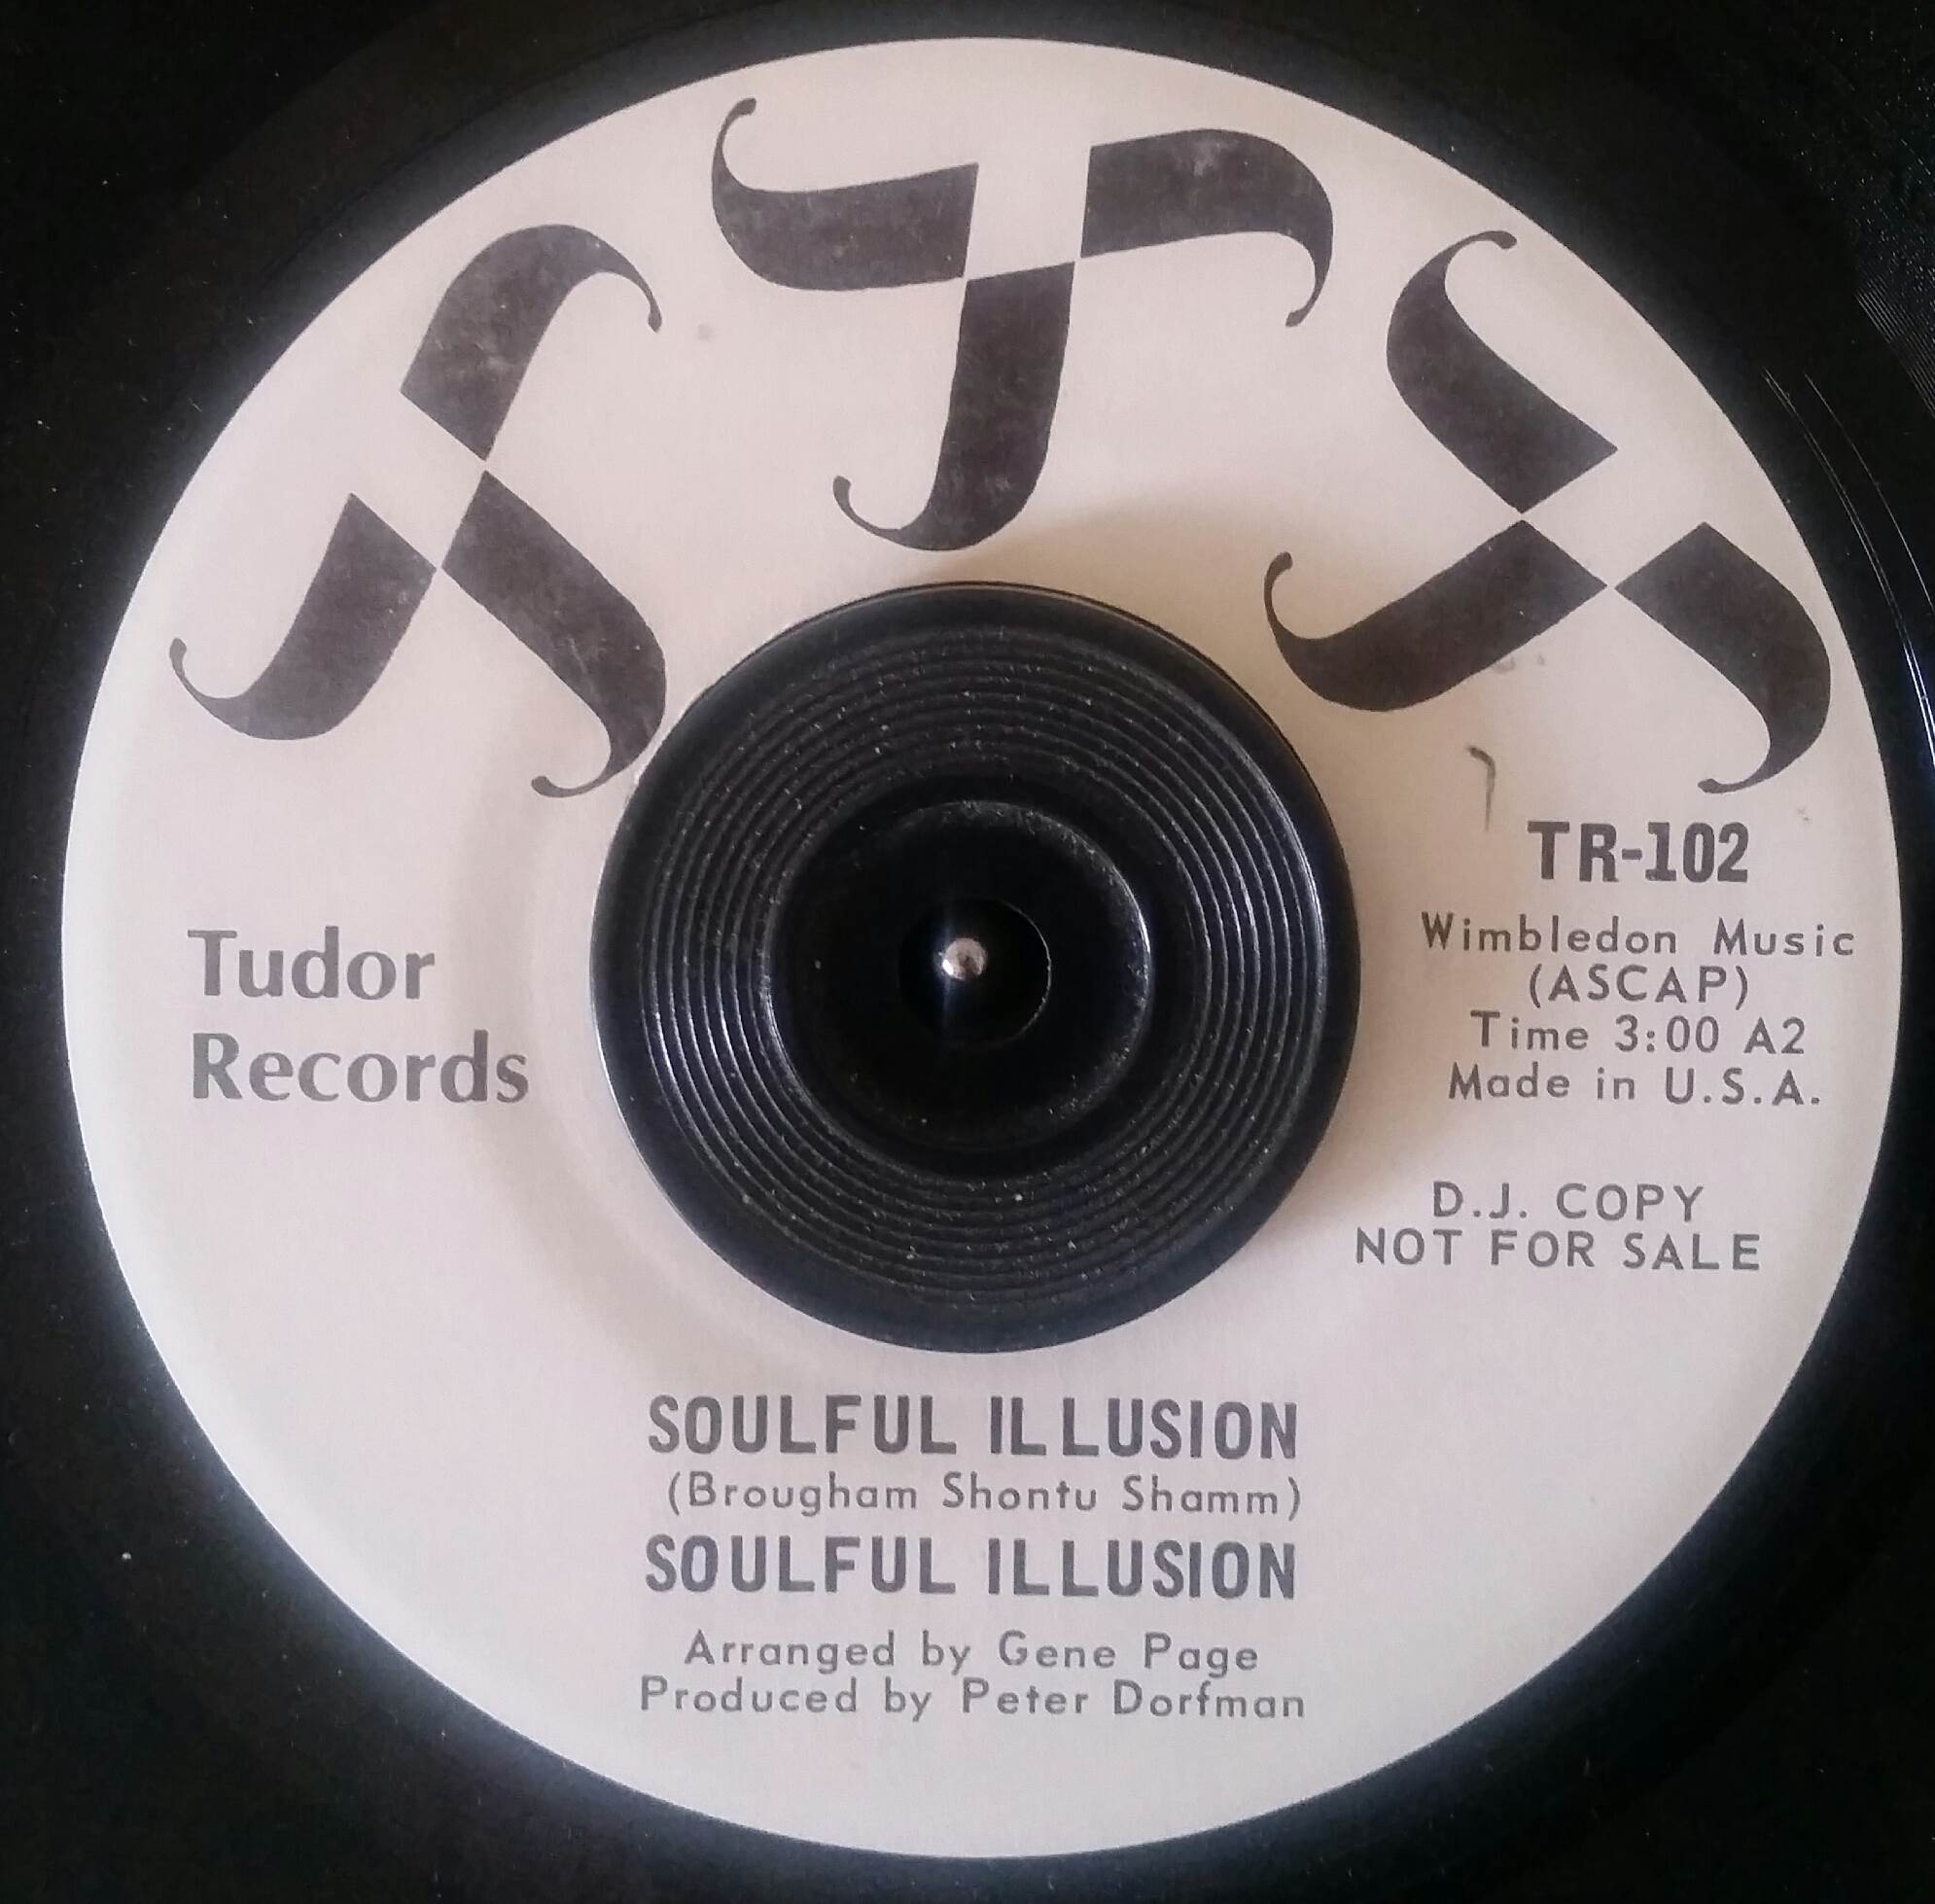 Tudor
Records
TR-102
Wimbledon Music
(ASCAP)
Time 3:00 A2
Made in U.S.A.
D.J. COPY
NOT FOR SALE
SOULFUL ILLUSION
(Brougham Shontu Shamm)
SOULFUL ILLUSION
Arranged by Gene Page
Produced by Peter Dorfman